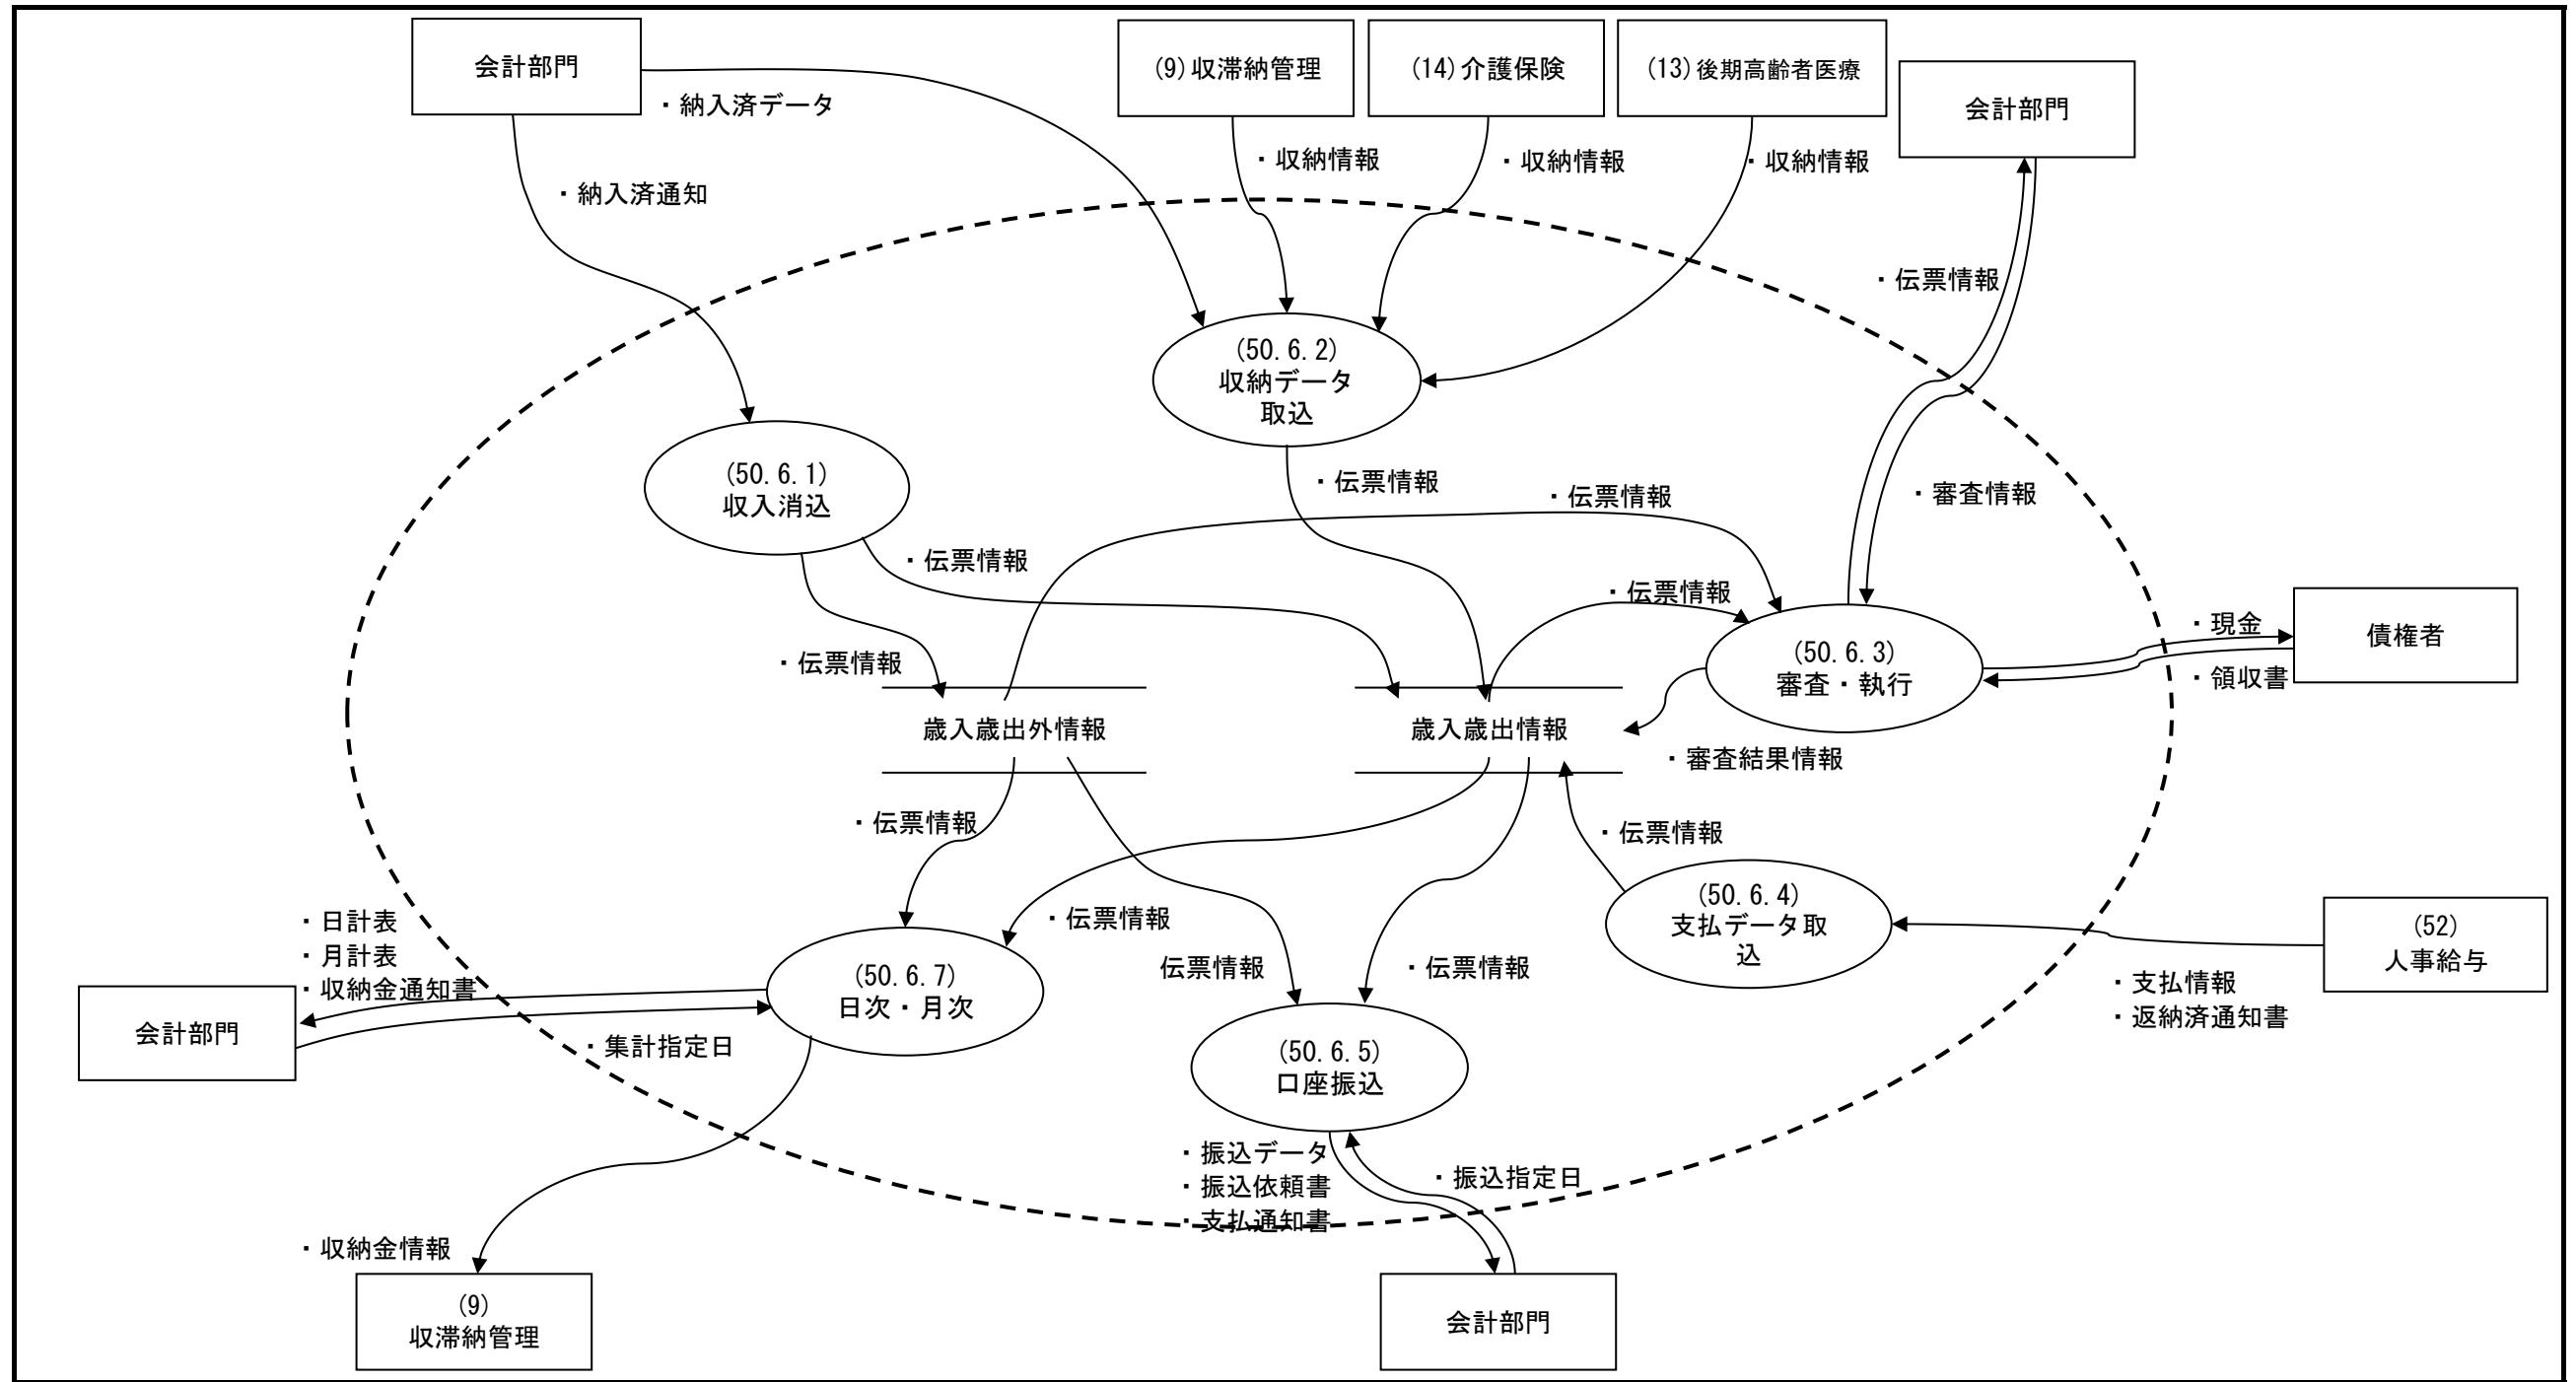 会計部門
(9)収滞納管理
(14)介護保険
(13)後期高齢者医療
会計部門
・納入済データ
・収納情報
・収納情報
・収納情報
・納入済通知
・伝票情報
(50.6.2)
収納データ
取込
(50.6.1)
収入消込
・伝票情報
・伝票情報
・審査情報
・伝票情報
・伝票情報
・現金
債権者
・領収書
・伝票情報
(50.6.3)
審査・執行
歳入歳出外情報
歳入歳出情報
・審査結果情報
・伝票情報
・伝票情報
(50.6.4)
支払データ取
込
(52)
人事給与
・支払情報
・返納済通知書
・日計表
・月計表
・収納金通知書
・伝票情報
伝票情報
・伝票情報
(50.6.7)
日次・月次
会計部門
・集計指定日
(50.6.5)
口座振込
・振込データ
・振込依頼書
・支払通知書
・振込指定日
・収納金情報
(9)
収滞納管理
会計部門